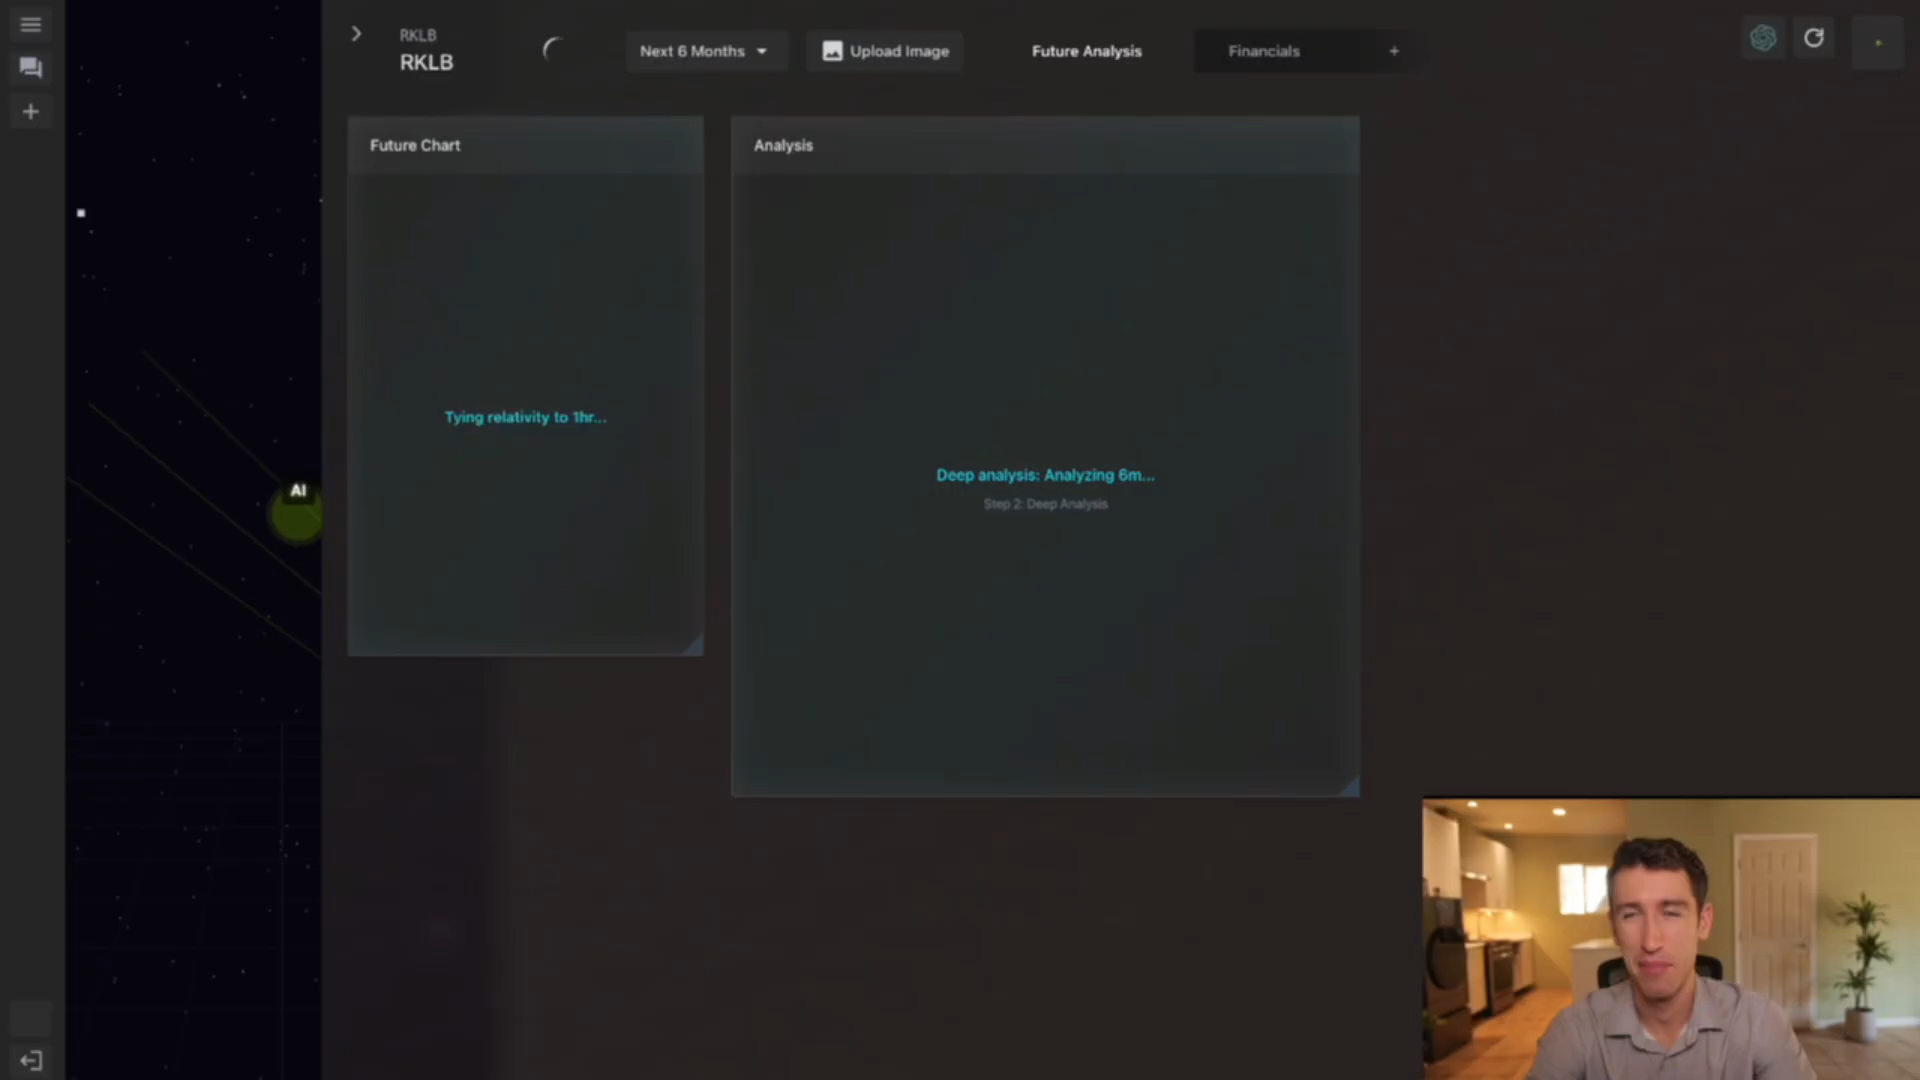 RKLB
RKLB
Next 6 Months
Upload Image
Future Analysis
Financials
+
Future Chart
Analysis
Tying relativity to 1hr...
Deep analysis: Analyzing 6m...
Step 2: Deep Analysis
AI